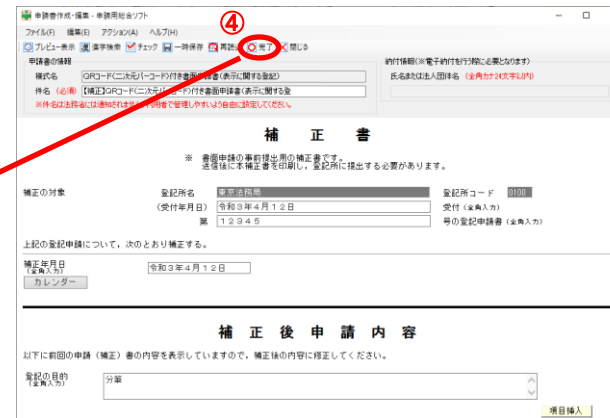 申請書作成・編集 - 申請用総合ソフト
ファイル(F) 編集(E) アクション(A) ヘルプ(H)
④
プレビュー表示 漢字検索 チェック 一時保存 再読込 完了 閉じる
申請書の情報
納付情報(※電子納付を行う際に必要となります)
様式名 QRコード(二次元バーコード)付き書面申請書(表示に関する登記)
氏名または法人団体名 (全角カナ24文字以内)
件名 (必須) 【補正】QRコード(二次元バーコード)付き書面申請書(表示に関する登
※件名は法務省には通知されません。利用者で管理しやすいよう自由に設定してください。
補 正 書
※ 書面申請の事前提出用の補正書です。
送信後に本補正書を印刷し、登記所に提出する必要があります。
補正の対象 登記所名 東京法務局 登記所コード 0100
(受付年月日) 令和3年4月12日 受付(全角入力)
第 12345 号の登記申請書(全角入力)
上記の登記申請について、次のとおり補正する。
補正年月日
(全角入力)
令和3年4月12日
カレンダー
補 正 後 申 請 内 容
以下に前回の申請(補正)書の内容を表示していますので、補正後の内容に修正してください。
登記の目的
(全角入力)
分筆
項目挿入